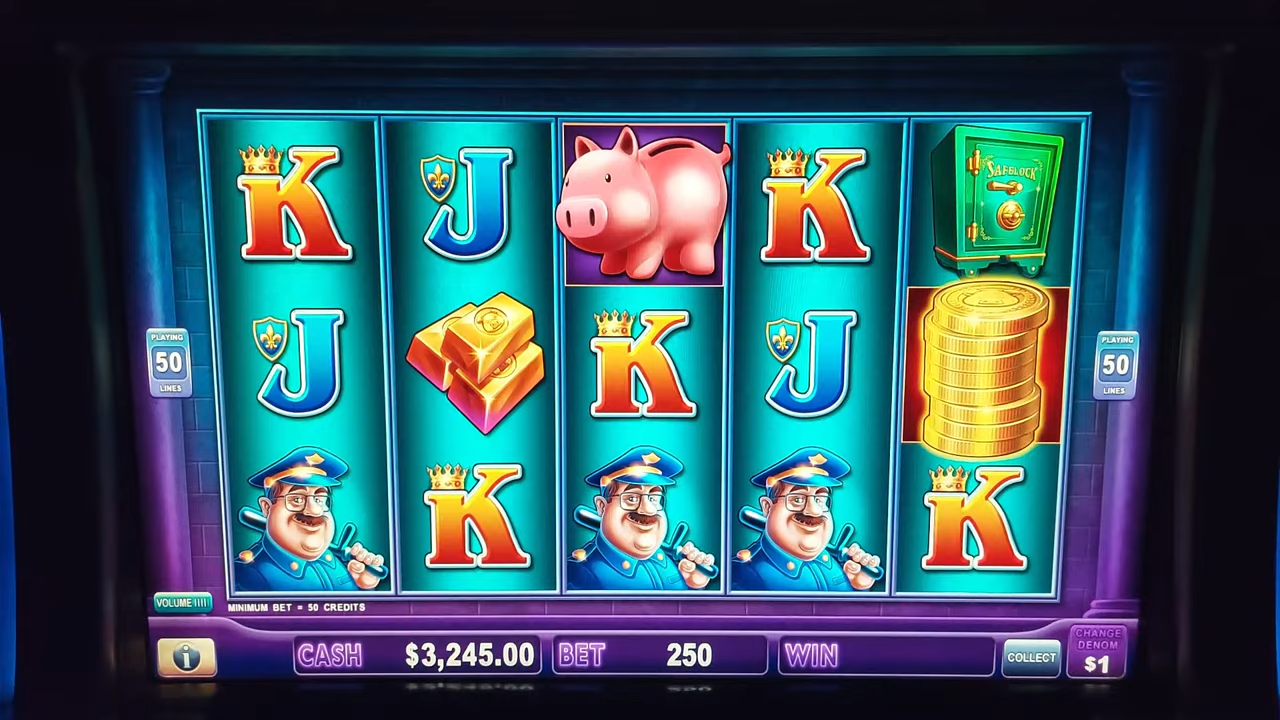 K J K SAFELOCK
PLAYING
50
LINES
J K J
PLAYING
50
LINES
K K
VOLUME
MINIMUM BET = 50 CREDITS
i
CASH $3,245.00 BET 250 WIN
COLLECT
CHANGE
DENOM
$1